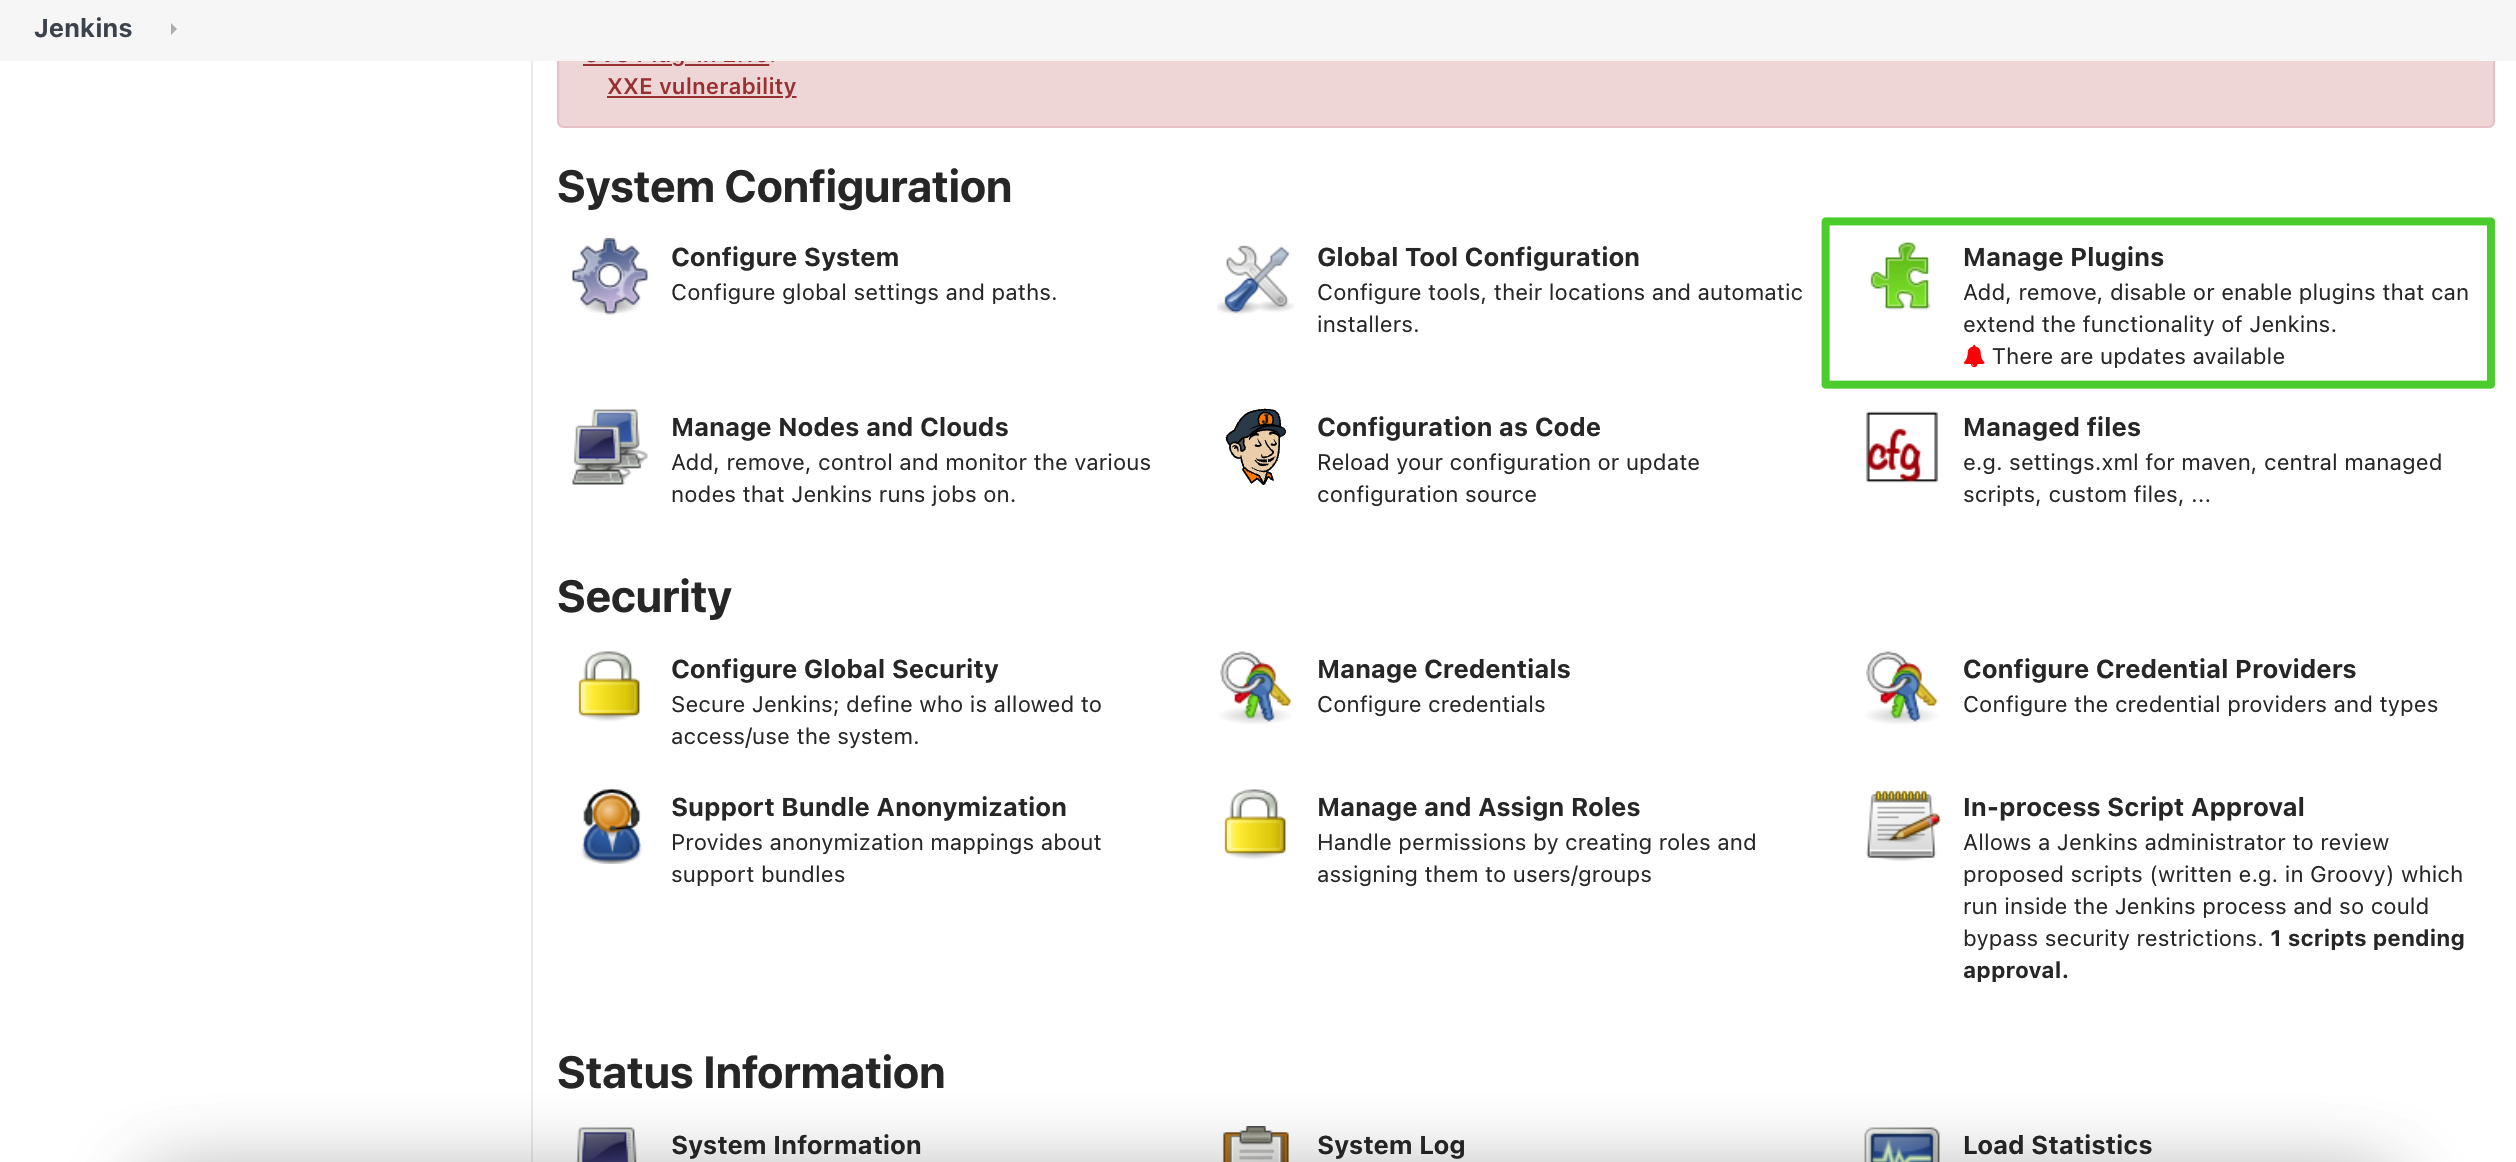 Jenkins
XXE vulnerability
System Configuration
Configure System
Configure global settings and paths.
Global Tool Configuration
Configure tools, their locations and automatic
installers.
Manage Plugins
Add, remove, disable or enable plugins that can
extend the functionality of Jenkins.
There are updates available
Manage Nodes and Clouds
Add, remove, control and monitor the various
nodes that Jenkins runs jobs on.
Configuration as Code
Reload your configuration or update
configuration source
cfg
Managed files
e.g. settings.xml for maven, central managed
scripts, custom files, ...
Security
Configure Global Security
Secure Jenkins; define who is allowed to
access/use the system.
Manage Credentials
Configure credentials
Configure Credential Providers
Configure the credential providers and types
Support Bundle Anonymization
Provides anonymization mappings about
support bundles
Manage and Assign Roles
Handle permissions by creating roles and
assigning them to users/groups
In-process Script Approval
Allows a Jenkins administrator to review
proposed scripts (written e.g. in Groovy) which
run inside the Jenkins process and so could
bypass security restrictions. 1 scripts pending
approval.
Status Information
System Information
System Log
Load Statistics